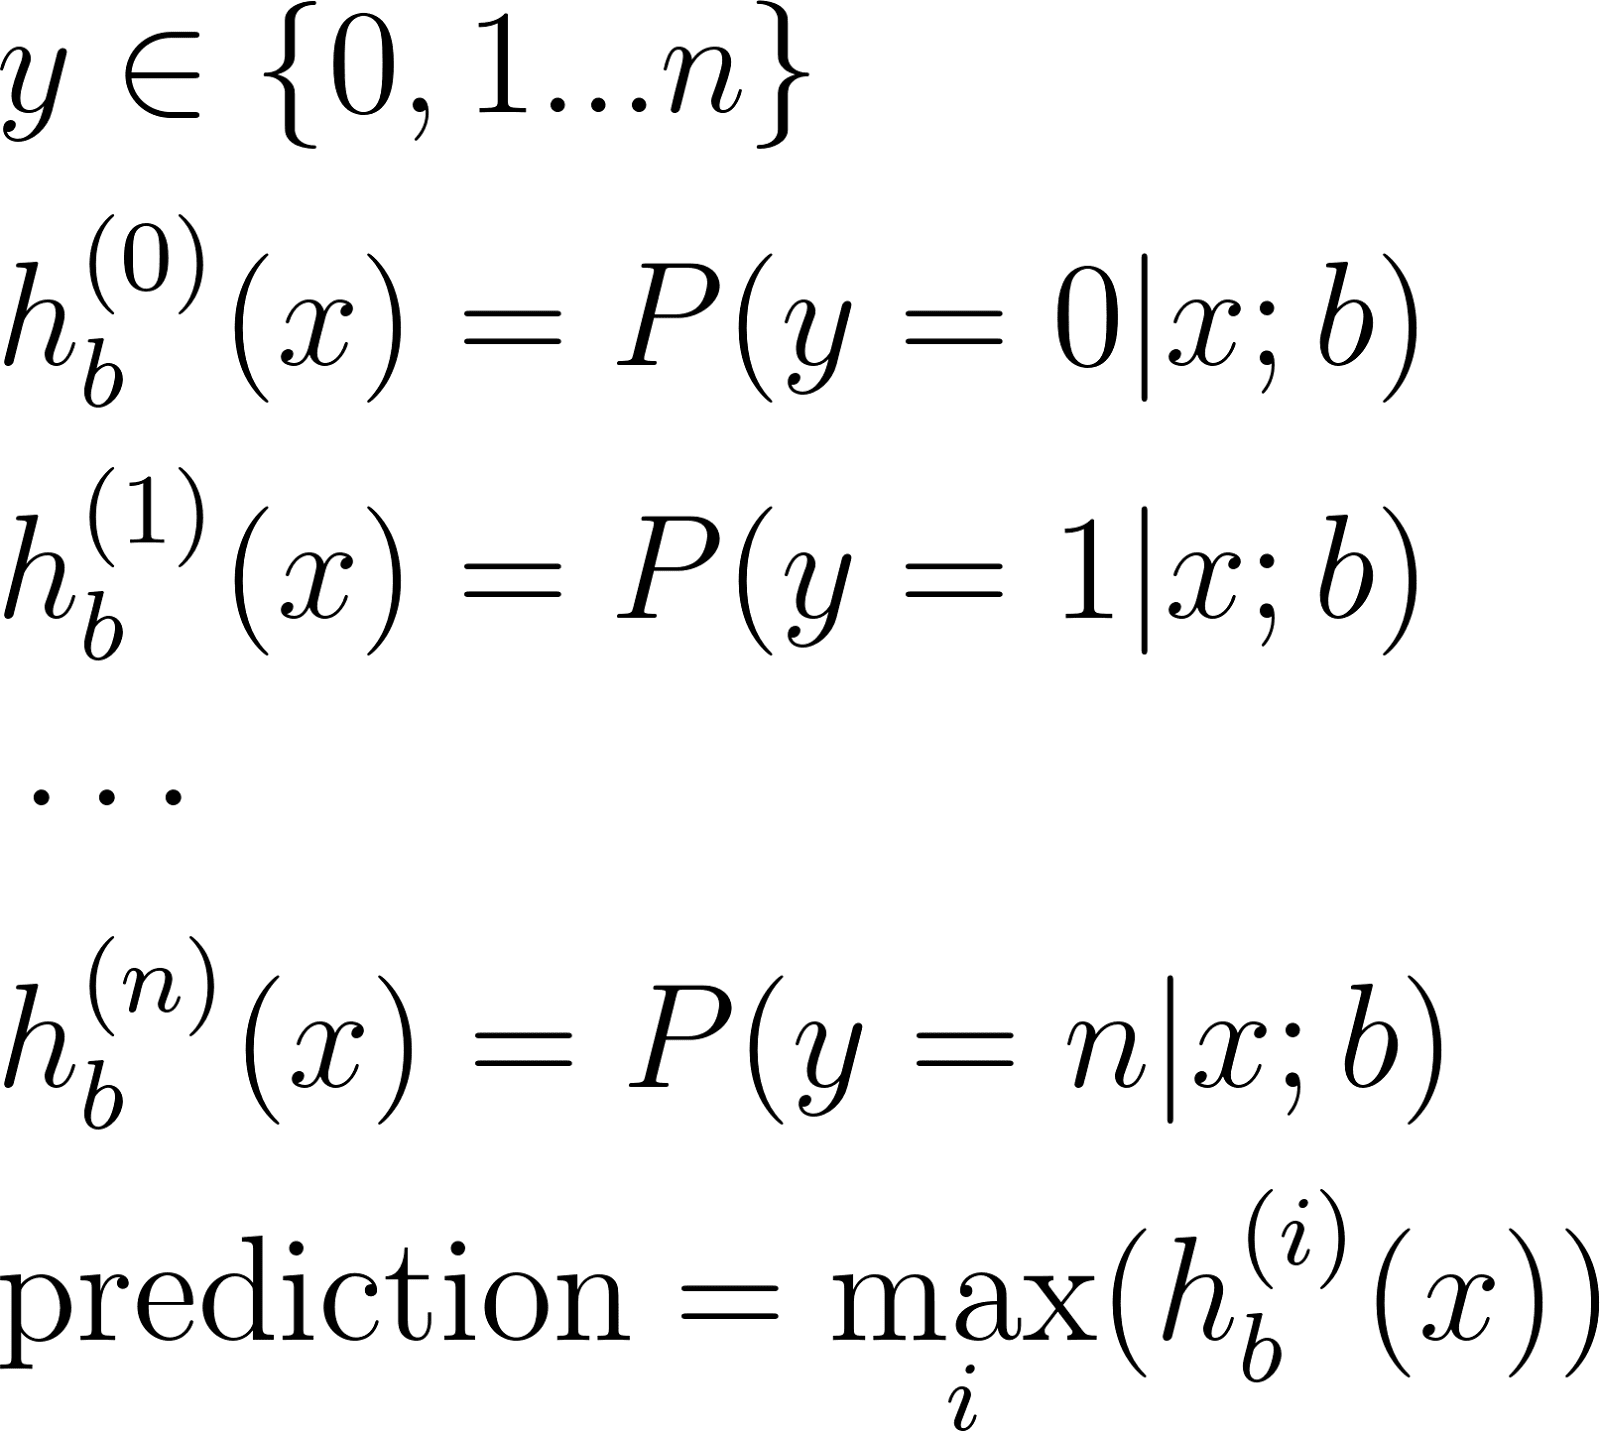 y ∈ {0, 1...n}
h_b^{(0)}(x) = P(y = 0|x; b)
h_b^{(1)}(x) = P(y = 1|x; b)
· · ·
h_b^{(n)}(x) = P(y = n|x; b)
prediction = max_i(h_b^{(i)}(x))